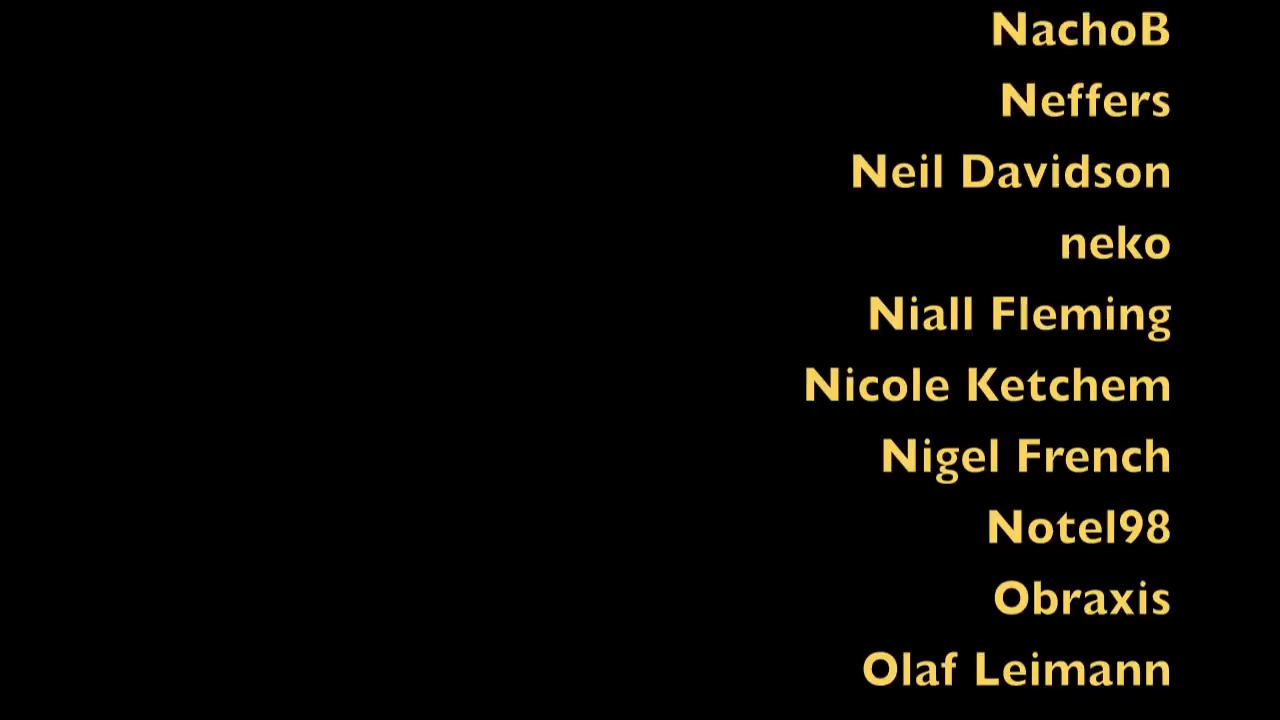 NachoB
Neffers
Neil Davidson
neko
Niall Fleming
Nicole Ketchem
Nigel French
Notel98
Obraxis
Olaf Leimann